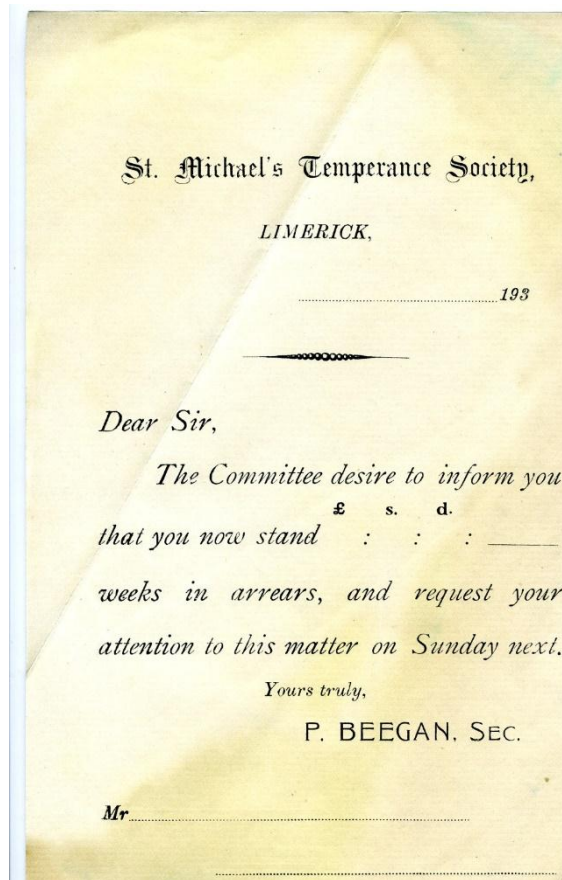 St. Michael's Temperance Society,
LIMERICK,
193
Dear Sir,
The Committee desire to inform you
£ s. d.
that you now stand : : :
weeks in arrears, and request your
attention to this matter on Sunday next.
Yours truly,
P. BEEGAN, SEC.
Mr